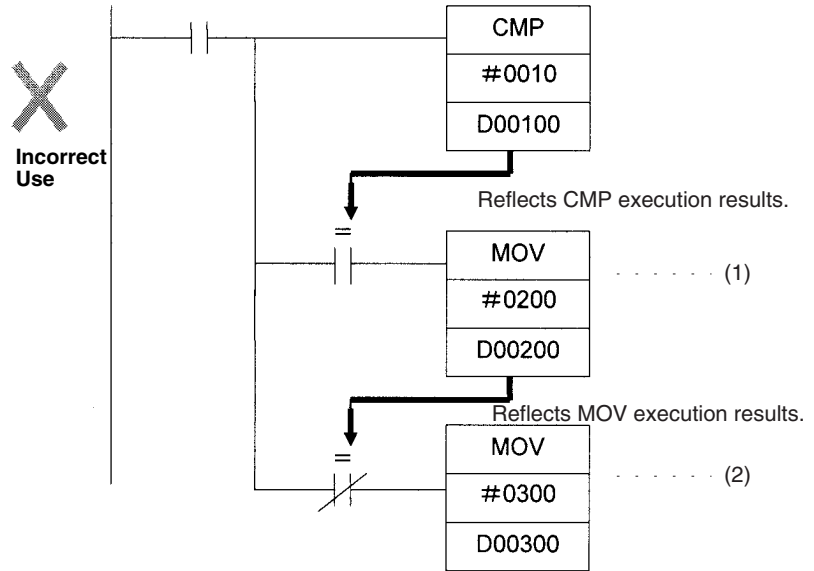 CMP
#0010
D00100
Incorrect
Use
Reflects CMP execution results.
=
MOV
(1)
#0200
D00200
Reflects MOV execution results.
=
MOV
(2)
#0300
D00300